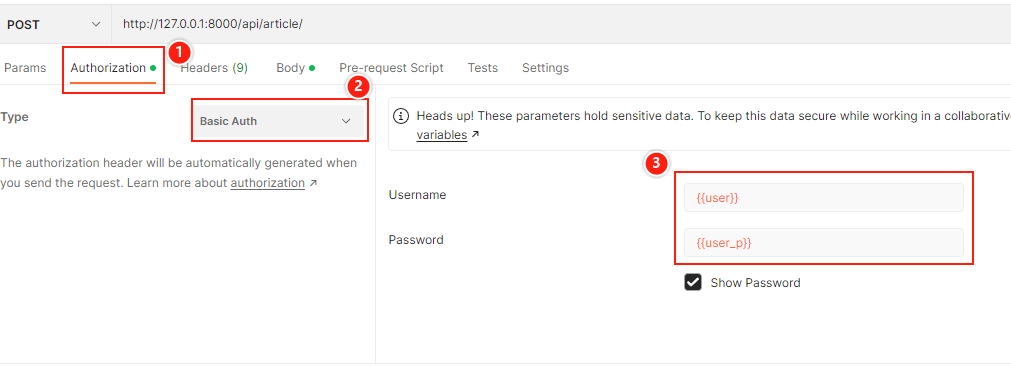 POST http://127.0.0.1:8000/api/article/
1
Params Authorization Headers (9) Body Pre-request Script Tests Settings
2
Type Basic Auth
Heads up! These parameters hold sensitive data. To keep this data secure while working in a collaborative
variables ↗
The authorization header will be automatically generated when
you send the request. Learn more about authorization ↗
3
Username {{user}}
Password {{user_p}}
Show Password